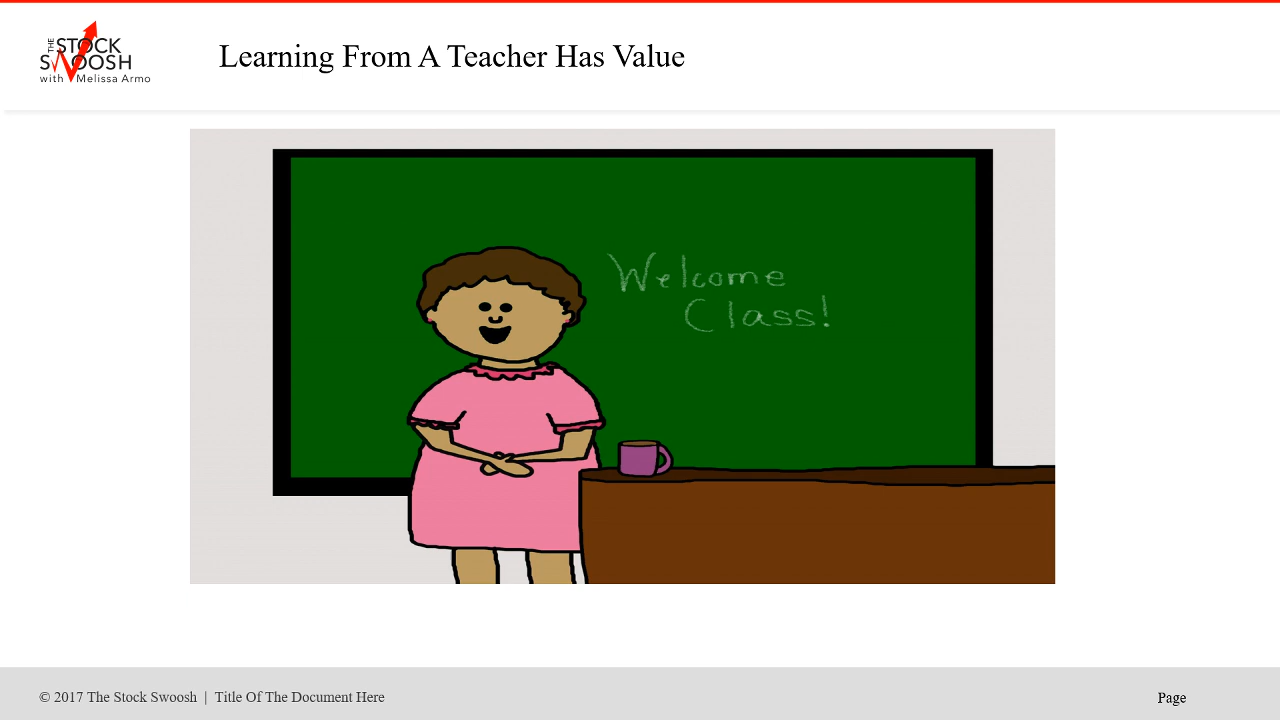 THE
STOCK
SWOOSH
with Melissa Armo
Learning From A Teacher Has Value
Welcome
Class!
© 2017 The Stock Swoosh | Title Of The Document Here
Page